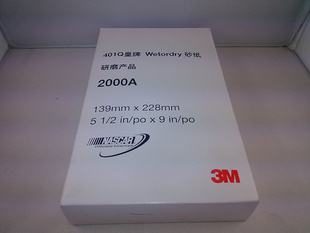 401Q皇牌 Wetordry 砂纸
研磨产品
2000A
139mm x 228mm
5 1/2 in/po x 9 in/po
NASCAR
3M